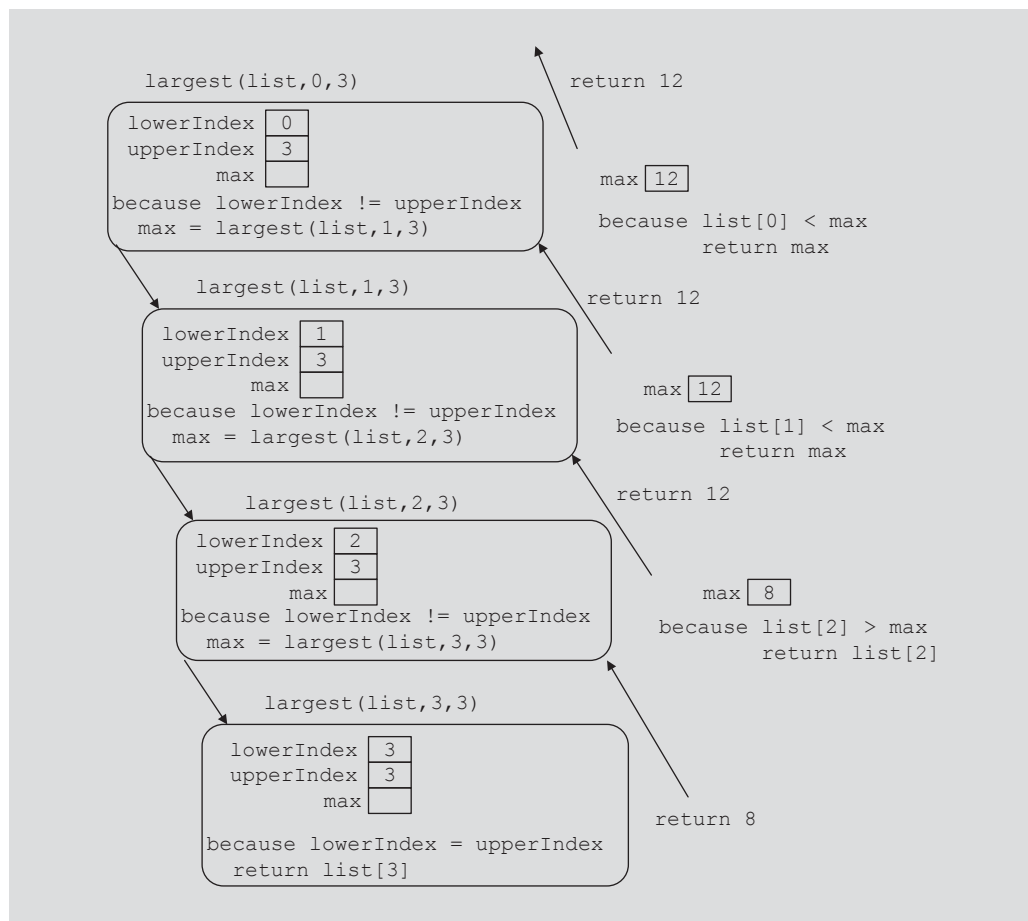 largest(list,0,3)
return 12
lowerIndex 0
upperIndex 3
max
because lowerIndex != upperIndex
max = largest(list,1,3)
max 12
because list[0] < max
return max
largest(list,1,3)
return 12
lowerIndex 1
upperIndex 3
max
because lowerIndex != upperIndex
max = largest(list,2,3)
max 12
because list[1] < max
return max
largest(list,2,3)
return 12
lowerIndex 2
upperIndex 3
max
because lowerIndex != upperIndex
max = largest(list,3,3)
max 8
because list[2] > max
return list[2]
largest(list,3,3)
lowerIndex 3
upperIndex 3
max
because lowerIndex = upperIndex
return list[3]
return 8